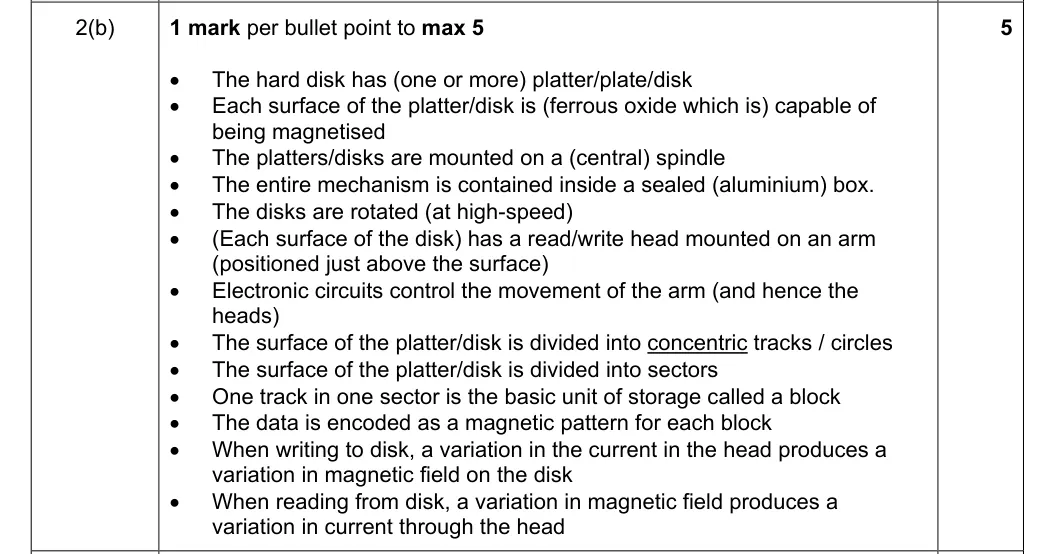 2(b) 1 mark per bullet point to max 5 5
• The hard disk has (one or more) platter/plate/disk
• Each surface of the platter/disk is (ferrous oxide which is) capable of
being magnetised
• The platters/disks are mounted on a (central) spindle
• The entire mechanism is contained inside a sealed (aluminium) box.
• The disks are rotated (at high-speed)
• (Each surface of the disk) has a read/write head mounted on an arm
(positioned just above the surface)
• Electronic circuits control the movement of the arm (and hence the
heads)
• The surface of the platter/disk is divided into concentric tracks / circles
• The surface of the platter/disk is divided into sectors
• One track in one sector is the basic unit of storage called a block
• The data is encoded as a magnetic pattern for each block
• When writing to disk, a variation in the current in the head produces a
variation in magnetic field on the disk
• When reading from disk, a variation in magnetic field produces a
variation in current through the head